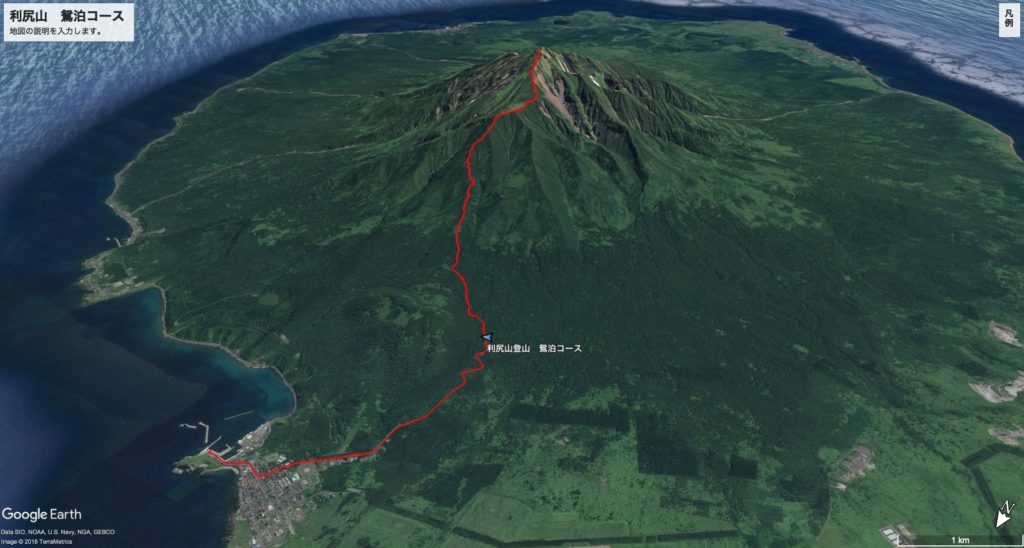 利尻山　鴛泊コース
地図の説明を入力します。
凡例
利尻山登山　鴛泊コース
Google Earth
Data SIO, NOAA, U.S. Navy, NGA, GEBCO
Image © 2018 TerraMetrics
N
1 km